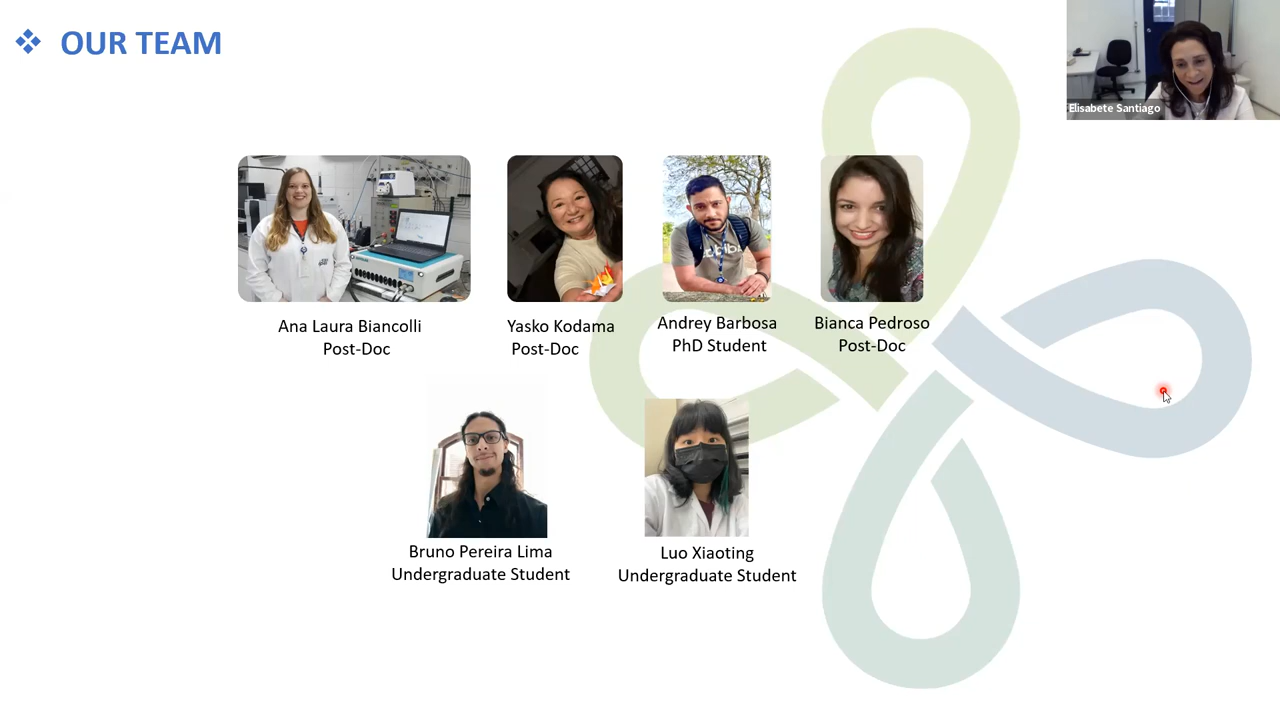 OUR TEAM
Elisabete Santiago
Ana Laura Biancolli
Post-Doc
Yasko Kodama
Post-Doc
Andrey Barbosa
PhD Student
Bianca Pedroso
Post-Doc
Bruno Pereira Lima
Undergraduate Student
Luo Xiaoting
Undergraduate Student